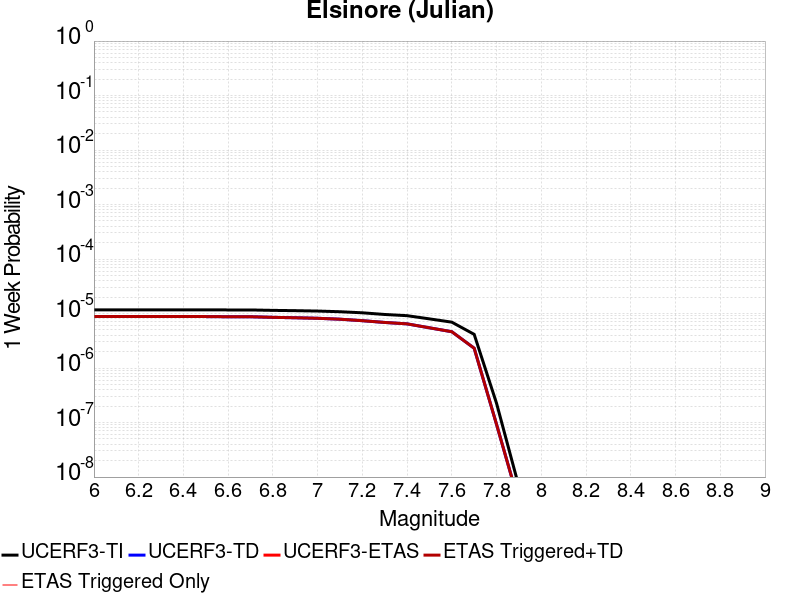 Elsinore (Julian)
10^0
10^-1
10^-2
10^-3
10^-4
10^-5
10^-6
10^-7
10^-8
1 Week Probability
6 6.2 6.4 6.6 6.8 7 7.2 7.4 7.6 7.8 8 8.2 8.4 8.6 8.8 9
Magnitude
UCERF3-TI UCERF3-TD UCERF3-ETAS ETAS Triggered+TD
ETAS Triggered Only